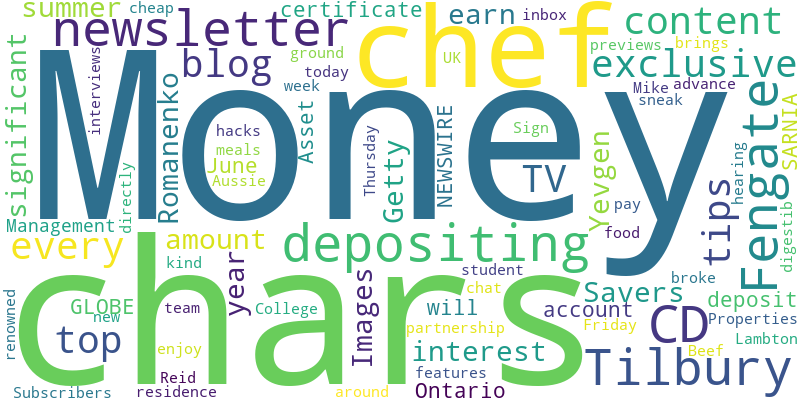 summer cheap certificate earn inbox content
newsletter chef previews brings
blog ground UK exclusive
significant interviews Romanenko today Mike advance
week sneak
Money
hacks Asset Thursday Getty NEWSWIRE Sign TV Yevgen Fengate SARNIA
meals June Aussie pay tips hearing
Management directly food digestib
every amount depositing
kind student broke
chars
renowned GLOBE new year Images chat Savers deposit
team College will account CD Properties
top partnership Friday Lambton
enjoy interest Beef
Reid features Tilbury
Subscribers residence around Ontario